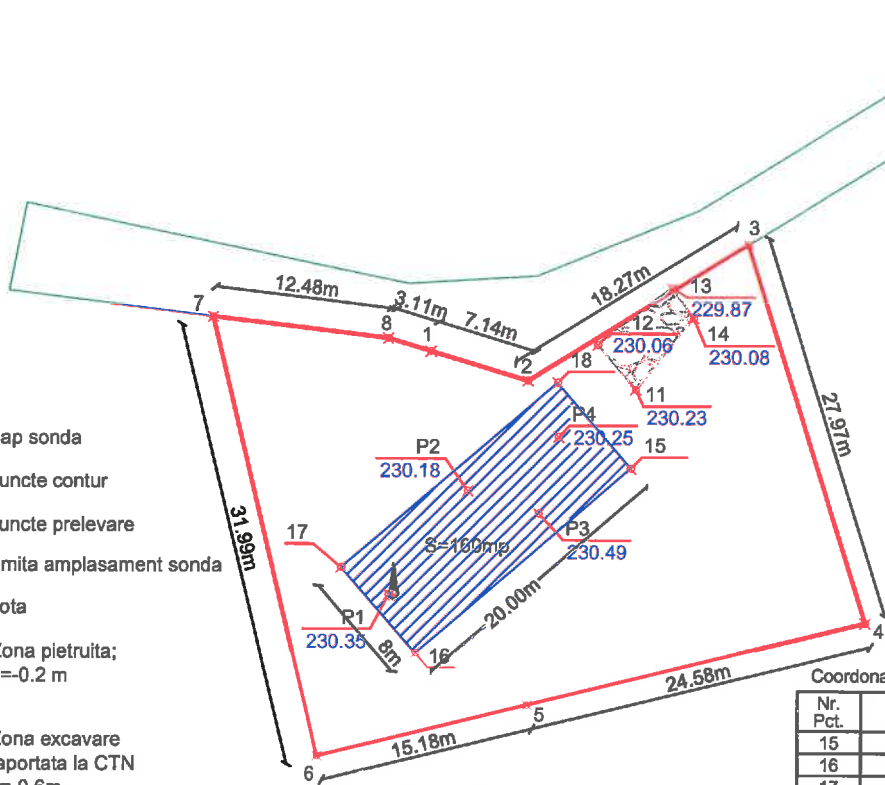 3
18.27m
13
229.87
12.48m
3.11m
7.14m
7
8
1
2
12
230.06
14
230.08
18
11
230.23
27.97m
ap sonda
P4
230.25
15
P2
230.18
uncte contur
uncte prelevare
17
31.99m
S=160mp
P3
230.49
mita amplasament sonda
ota
20.00m
P1
230.35
8m
16
4
Zona pietruita;
=-0.2 m
24.58m
Coordona
Nr.
Pct.
5
15.18m
15
Zona excavare
aportata la CTN
6
16
17